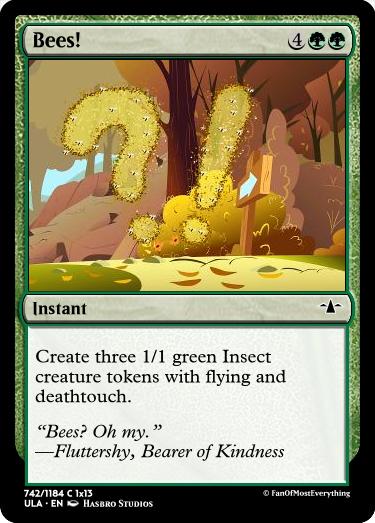 Bees! 4
?!
Instant
Create three 1/1 green Insect
creature tokens with flying and
deathtouch.
“Bees? Oh my.”
—Fluttershy, Bearer of Kindness
742/1184 C 1x13
ULA • EN Hasbro Studios
© FanOfMostEverything